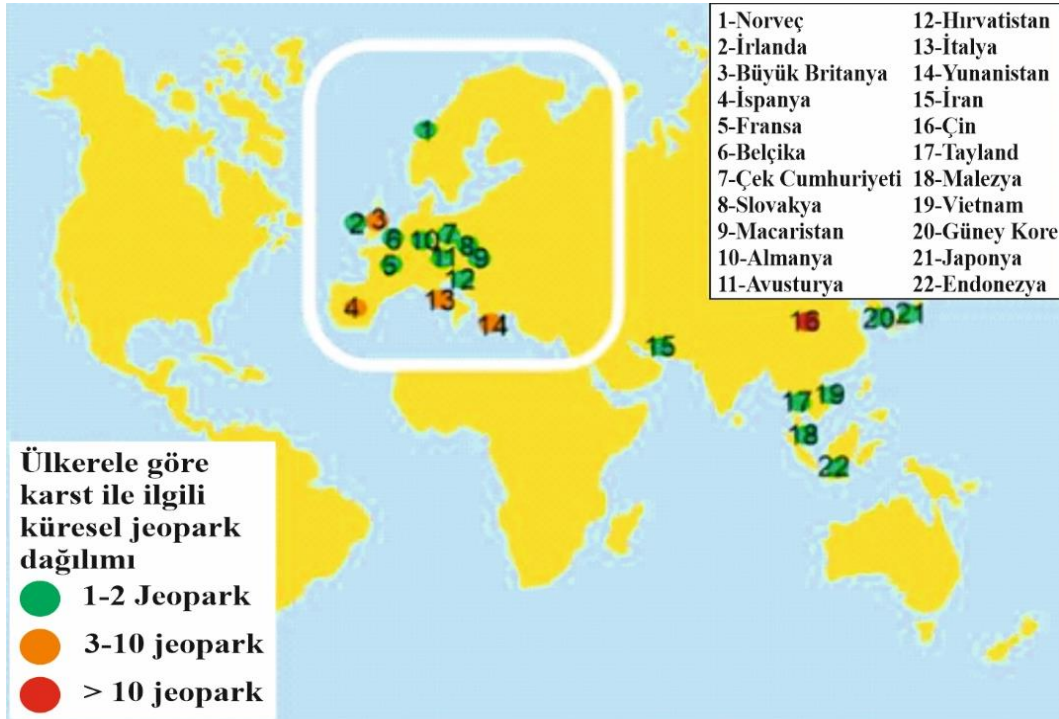 1-Norveç
2-İrlanda
3-Büyük Britanya
4-İspanya
5-Fransa
6-Belçika
7-Çek Cumhuriyeti
8-Slovakya
9-Macaristan
10-Almanya
11-Avusturya
12-Hırvatistan
13-İtalya
14-Yunanistan
15-İran
16-Çin
17-Tayland
18-Malezya
19-Vietnam
20-Güney Kore
21-Japonya
22-Endonezya
1
2
3
6
10
7
8
11
9
5
12
4
13
14
15
16
20
21
17
19
18
22
Ülkerele göre
karst ile ilgili
küresel jeopark
dağılımı
1-2 Jeopark
3-10 jeopark
> 10 jeopark